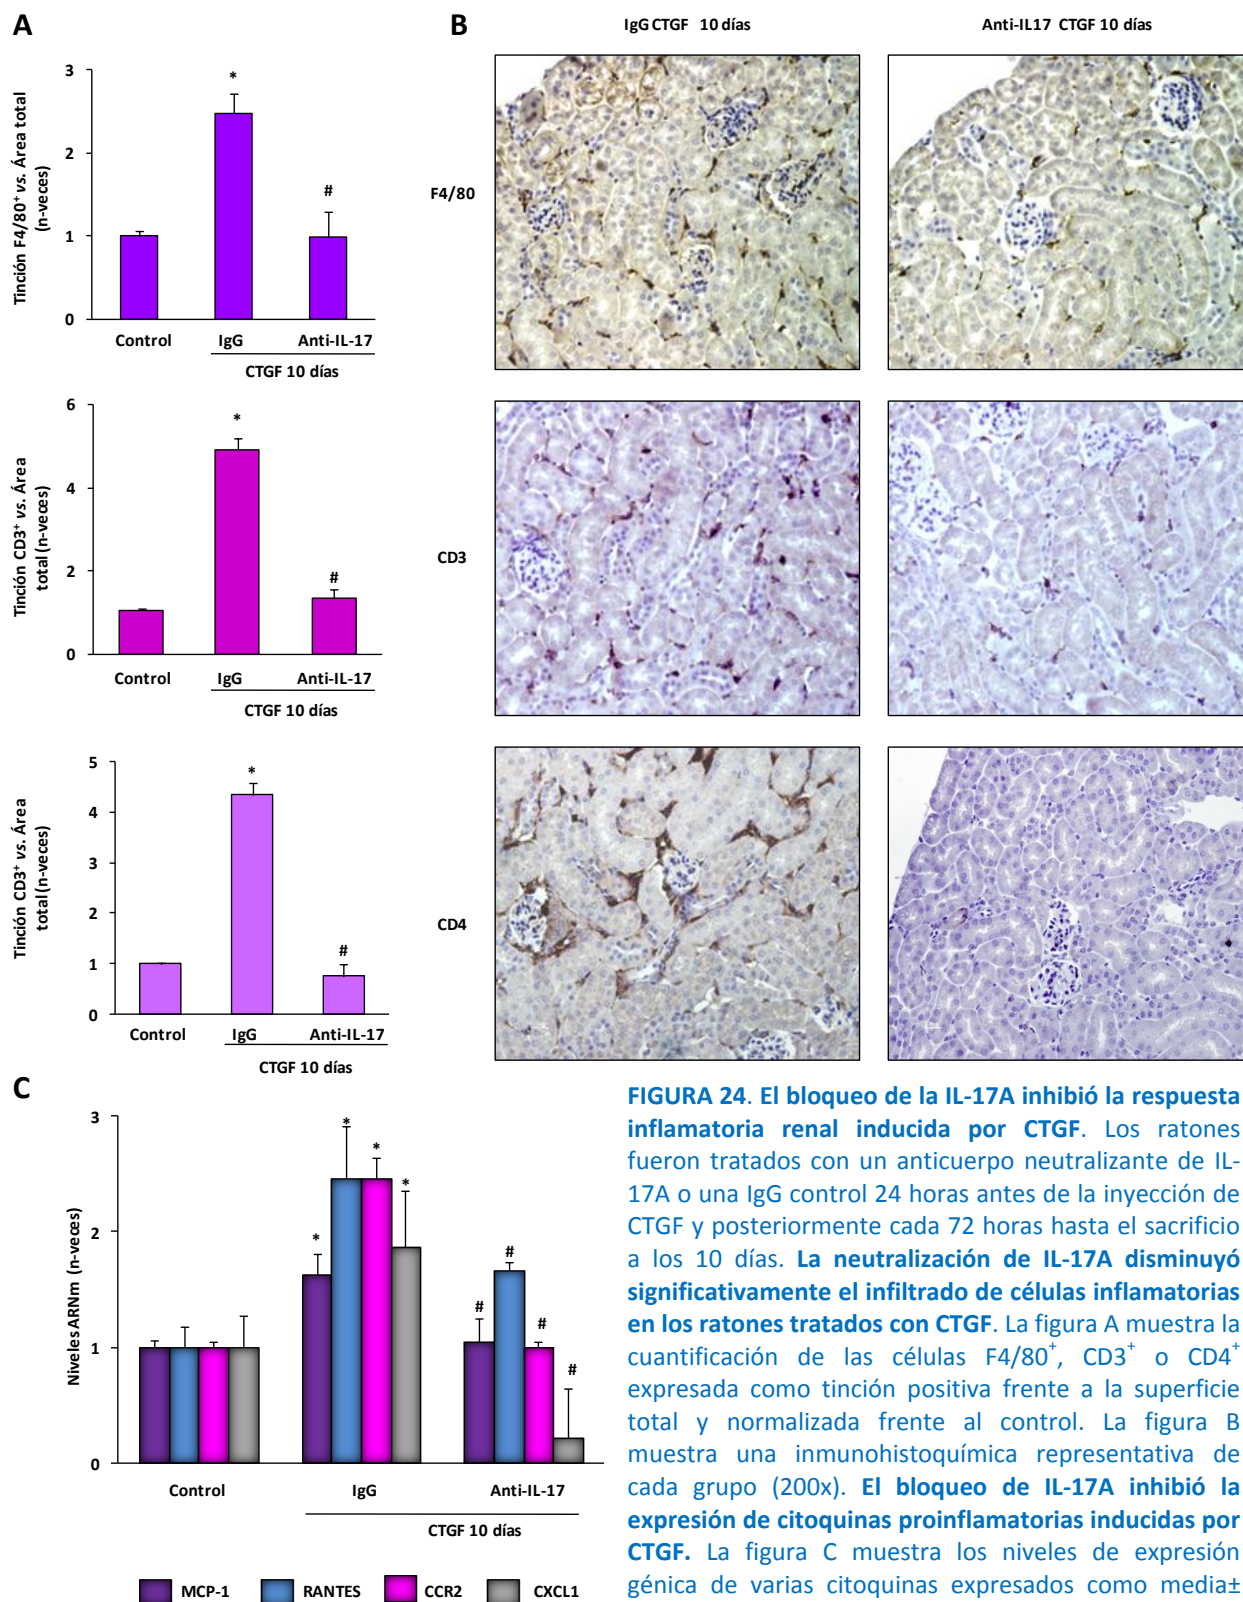 A
3
2
1
0
Tinción F4/80⁺ vs. Área total
(n-veces)
*
#
Control
IgG
Anti-IL-17
CTGF 10 días
6
4
2
0
Tinción CD3⁺ vs. Área
total (n-veces)
*
#
Control
IgG
Anti-IL-17
CTGF 10 días
5
4
3
2
1
0
Tinción CD3⁺ vs. Área
total (n-veces)
*
#
Control
IgG
Anti-IL-17
CTGF 10 días
B
IgG CTGF 10 días
Anti-IL17 CTGF 10 días
F4/80
CD3
CD4
C
3
2
1
0
Niveles ARNm (n-veces)
*
*
*
*
#
#
#
#
Control
IgG
Anti-IL-17
CTGF 10 días
MCP-1
RANTES
CCR2
CXCL1
FIGURA 24. El bloqueo de la IL-17A inhibió la respuesta
inflamatoria renal inducida por CTGF. Los ratones
fueron tratados con un anticuerpo neutralizante de IL-
17A o una IgG control 24 horas antes de la inyección de
CTGF y posteriormente cada 72 horas hasta el sacrificio
a los 10 días. La neutralización de IL-17A disminuyó
significativamente el infiltrado de células inflamatorias
en los ratones tratados con CTGF. La figura A muestra la
cuantificación de las células F4/80⁺, CD3⁺ o CD4⁺
expresada como tinción positiva frente a la superficie
total y normalizada frente al control. La figura B
muestra una inmunohistoquímica representativa de
cada grupo (200x). El bloqueo de IL-17A inhibió la
expresión de citoquinas proinflamatorias inducidas por
CTGF. La figura C muestra los niveles de expresión
génica de varias citoquinas expresados como media±